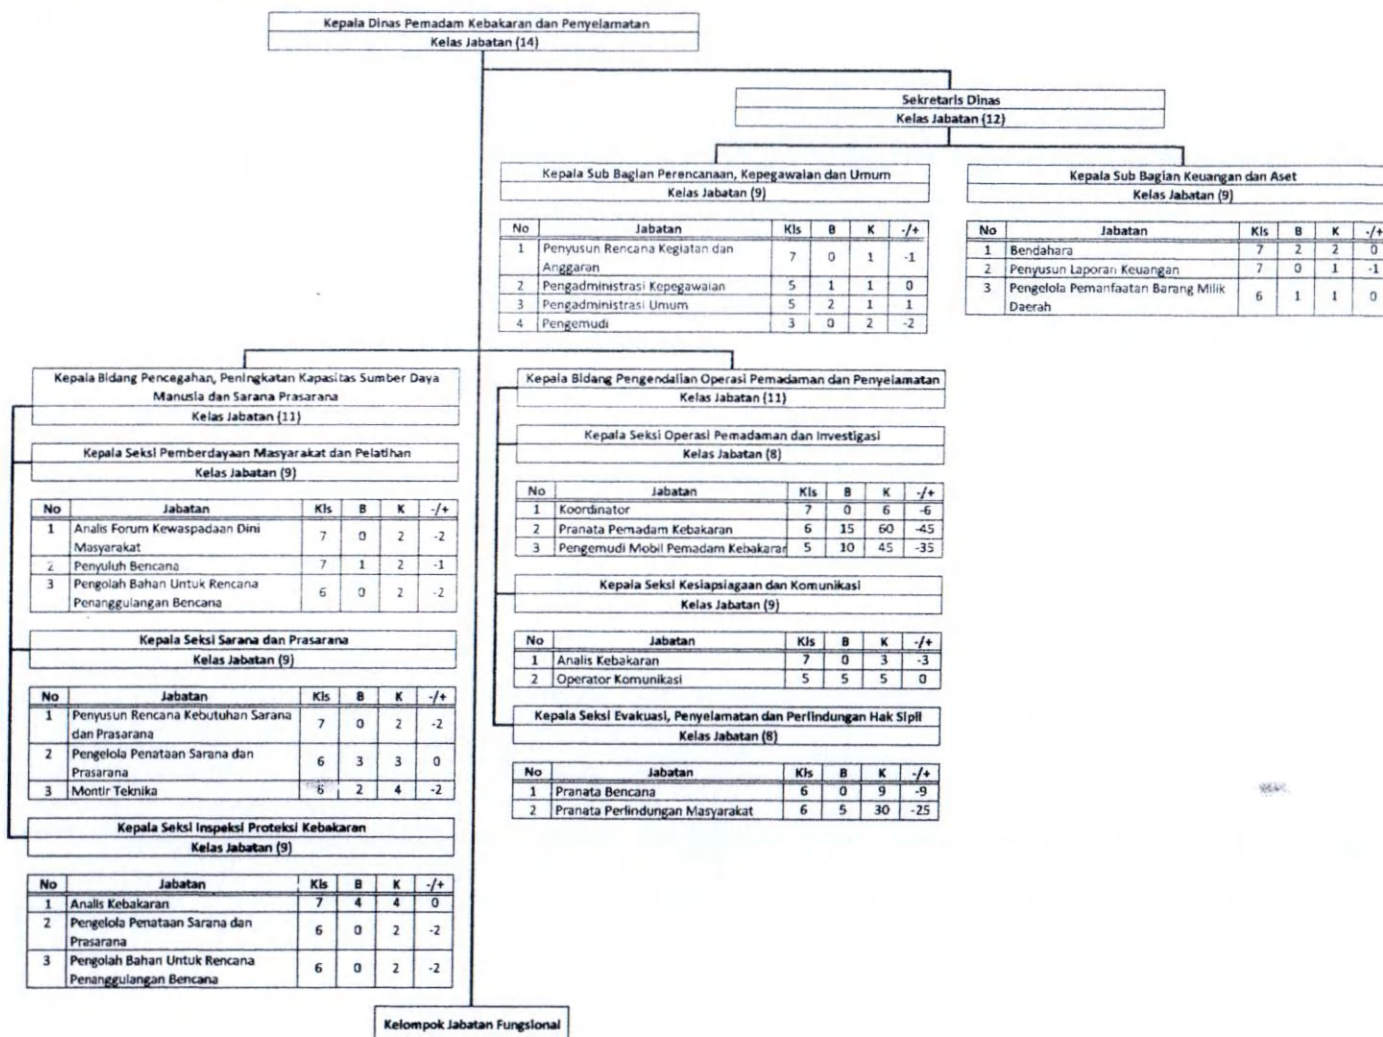 Kepala Dinas Pemadam Kebakaran dan Penyelamatan
Kelas Jabatan (14)
Sekretaris Dinas
Kelas Jabatan (12)
Kepala Sub Bagian Perencanaan, Kepegawaian dan Umum
Kelas Jabatan (9)
No Jabatan Kls B K -/+
1 Penyusun Rencana Kegiatan dan
Anggaran 7 0 1 -1
2 Pengadministrasi Kepegawaian 5 1 1 0
3 Pengadministrasi Umum 5 2 1 1
4 Pengemudi 3 0 2 -2
Kepala Sub Bagian Keuangan dan Aset
Kelas Jabatan (9)
No Jabatan Kls B K -/+
1 Bendahara 7 2 2 0
2 Penyusun Laporan Keuangan 7 0 1 -1
3 Pengelola Pemanfaatan Barang Milik
Daerah 6 1 1 0
Kepala Bidang Pencegahan, Peningkatan Kapasitas Sumber Daya
Manusia dan Sarana Prasarana
Kelas Jabatan (11)
Kepala Seksi Pemberdayaan Masyarakat dan Pelatihan
Kelas Jabatan (9)
No Jabatan Kls B K -/+
1 Analis Forum Kewaspadaan Dini
Masyarakat 7 0 2 -2
2 Penyuluh Bencana 7 1 2 -1
3 Pengolah Bahan Untuk Rencana
Penanggulangan Bencana 6 0 2 -2
Kepala Seksi Sarana dan Prasarana
Kelas Jabatan (9)
No Jabatan Kls B K -/+
1 Penyusun Rencana Kebutuhan Sarana
dan Prasarana 7 0 2 -2
2 Pengelola Penataan Sarana dan
Prasarana 6 3 3 0
3 Montir Teknika 6 2 4 -2
Kepala Seksi Inspeksi Proteksi Kebakaran
Kelas Jabatan (9)
No Jabatan Kls B K -/+
1 Analis Kebakaran 7 4 4 0
2 Pengelola Penataan Sarana dan
Prasarana 6 0 2 -2
3 Pengolah Bahan Untuk Rencana
Penanggulangan Bencana 6 0 2 -2
Kepala Bidang Pengendalian Operasi Pemadaman dan Penyelamatan
Kelas Jabatan (11)
Kepala Seksi Operasi Pemadaman dan Investigasi
Kelas Jabatan (8)
No Jabatan Kls B K -/+
1 Koordinator 7 0 6 -6
2 Pranata Pemadam Kebakaran 6 15 60 -45
3 Pengemudi Mobil Pemadam Kebakaran 5 10 45 -35
Kepala Seksi Kesiapsiagaan dan Komunikasi
Kelas Jabatan (9)
No Jabatan Kls B K -/+
1 Analis Kebakaran 7 0 3 -3
2 Operator Komunikasi 5 5 5 0
Kepala Seksi Evakuasi, Penyelamatan dan Perlindungan Hak Sipil
Kelas Jabatan (8)
No Jabatan Kls B K -/+
1 Pranata Bencana 6 0 9 -9
2 Pranata Perlindungan Masyarakat 6 5 30 -25
Kelompok Jabatan Fungsional